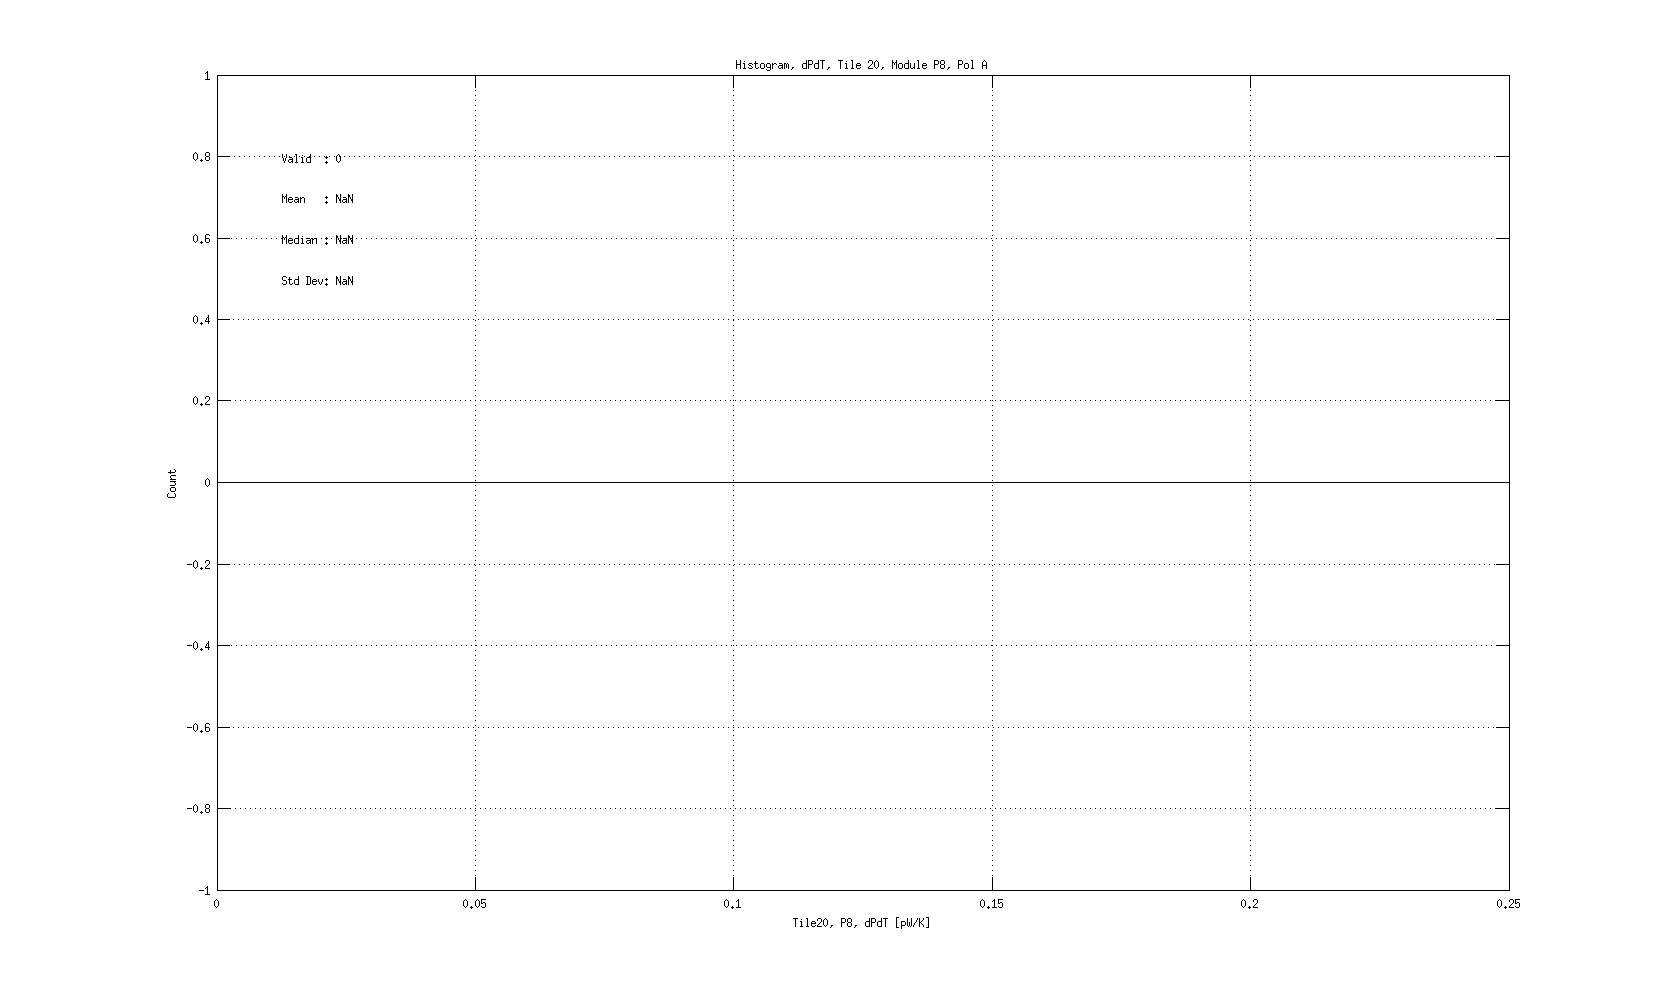 Histogram, dPdT, Tile 20, Module P8, Pol A
1
0.8
0.6
0.4
0.2
0
-0.2
-0.4
-0.6
-0.8
-1
Count
Valid : 0
Mean : NaN
Median : NaN
Std Dev: NaN
0 0.05 0.1 0.15 0.2 0.25
Tile20, P8, dPdT [pW/K]